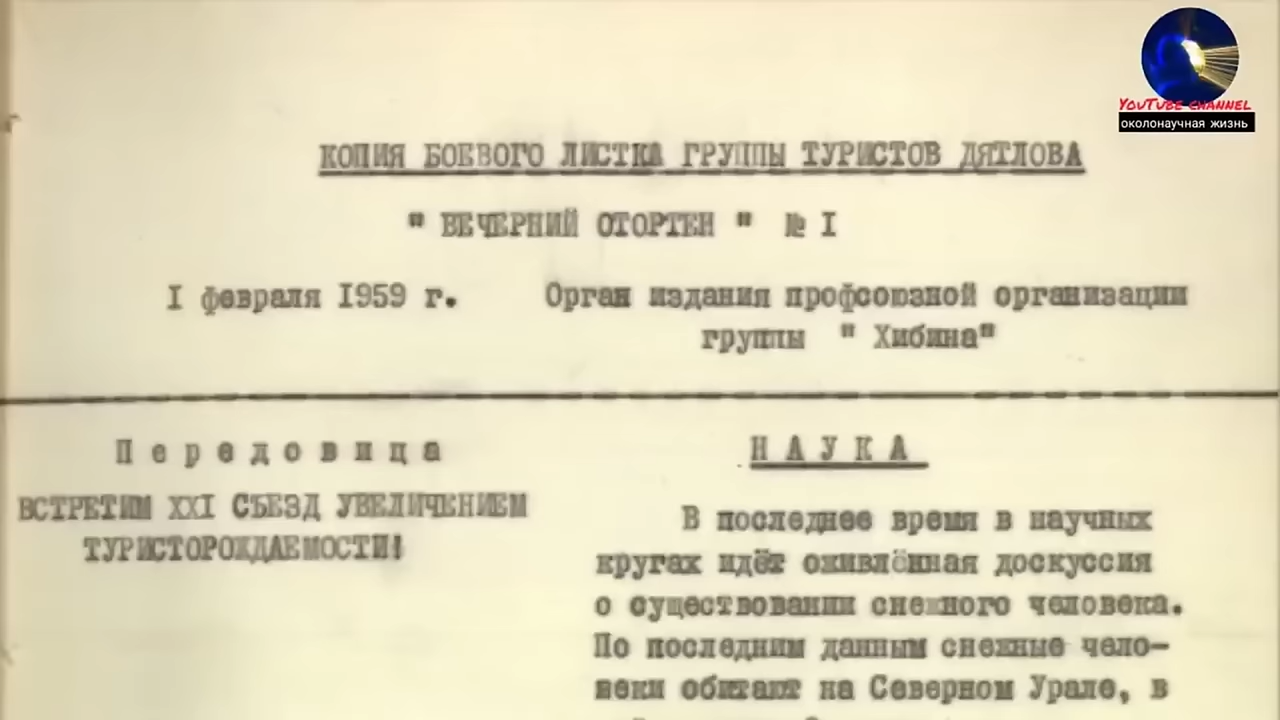 YouTube channel
околонаучная жизнь
КОПИЯ БОЕВОГО ЛИСТКА ГРУППЫ ТУРИСТОВ ДЯТЛОВА
" ВЕЧЕРНИЙ ОТОРТЕН " № I
I февраля 1959 г.
Орган издания профсоюзной организации
группы " Хибина"
Передовица
ВСТРЕТИМ XXI СЪЕЗД УВЕЛИЧЕНИЕМ
ТУРИСТОРОЖДАЕМОСТИ!
НАУКА
В последнее время в научных
кругах идёт оживлённая доскуссия
о существовании снежного человека.
По последним данным снежные чело-
веки обитают на Северном Урале, в